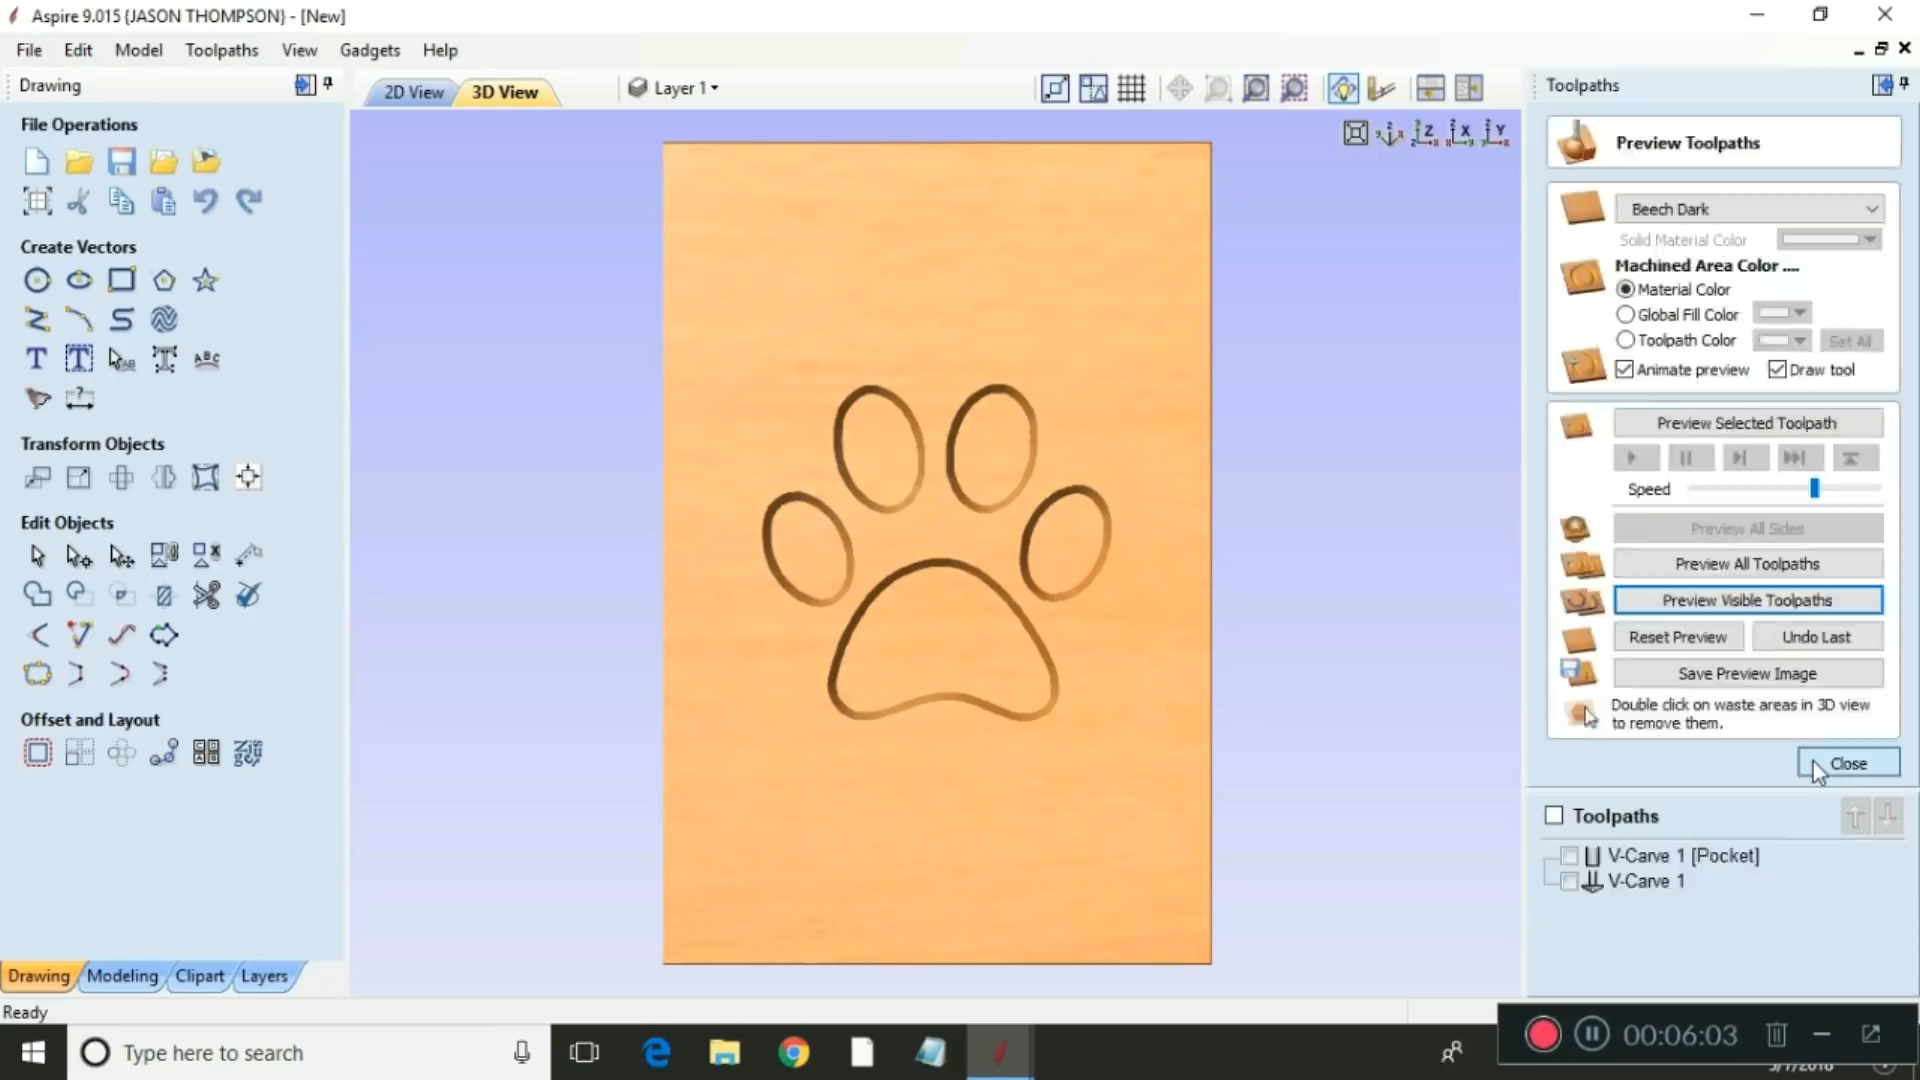 Aspire 9.015 {JASON THOMPSON} - [New]
File Edit Model Toolpaths View Gadgets Help
Drawing
2D View 3D View
Layer 1
Toolpaths
File Operations
Create Vectors
Transform Objects
Edit Objects
Offset and Layout
Drawing Modeling Clipart Layers
Preview Toolpaths
Beech Dark
Solid Material Color
Machined Area Color ....
Material Color
Global Fill Color
Toolpath Color Set All
Animate preview Draw tool
Preview Selected Toolpath
Speed
Preview All Sides
Preview All Toolpaths
Preview Visible Toolpaths
Reset Preview Undo Last
Save Preview Image
Double click on waste areas in 3D view
to remove them.
Close
Toolpaths
V-Carve 1 [Pocket]
V-Carve 1
Ready
Type here to search
00:06:03